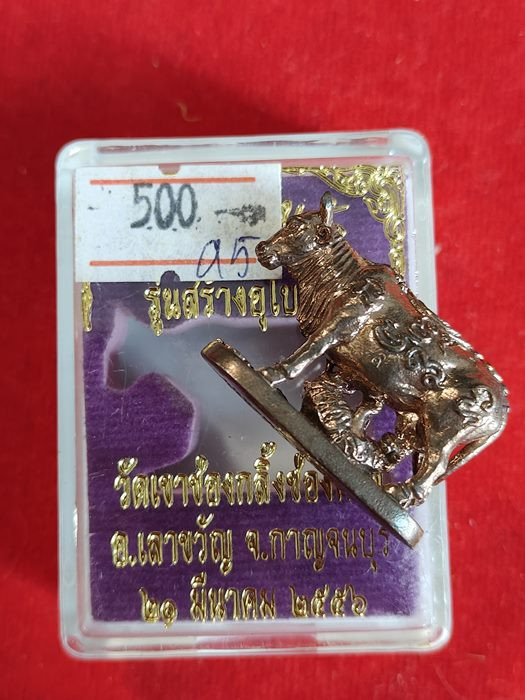 500
รุ่นสร้างอุโบ
วัดเขาช่องกลิ้งช่อง
อ.เลาขวัญ จ.กาญจนบุร
๒๑ มีนาคม ๒๕๕๖